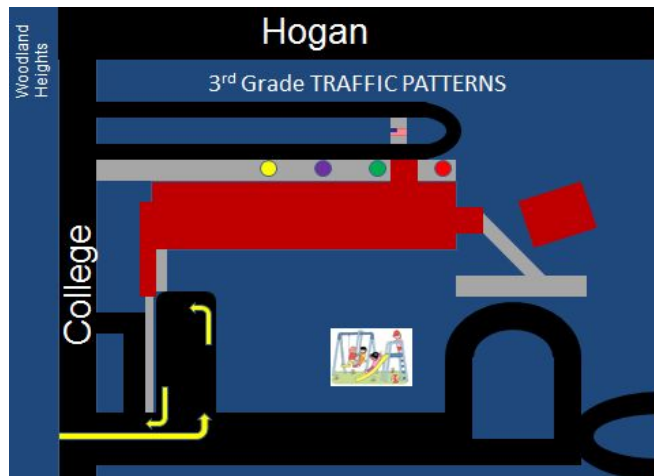 Hogan
Woodland
Heights
3rd Grade TRAFFIC PATTERNS
College